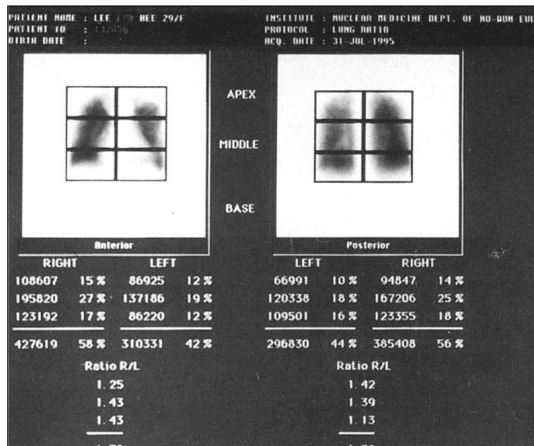 PATIENT NAME : LEE HEE 29/F
PATIENT ID :
BIRTH DATE :
INSTITUTE : NUCLEAR MEDICINE DEPT. OF NO-WON EUL
PROTOCOL : LUNG RATIO
ACQ. DATE : 31-JUL-1995
APEX
MIDDLE
BASE
Anterior
Posterior
RIGHT LEFT
108607 15 % 86925 12 %
195820 27 % 137186 19 %
123192 17 % 86220 12 %
427619 58 % 310331 42 %
Ratio R/L
1.25
1.43
1.43
LEFT RIGHT
66991 10 % 94847 14 %
120338 18 % 167206 25 %
109501 16 % 123355 18 %
296830 44 % 385408 56 %
Ratio R/L
1.42
1.39
1.13